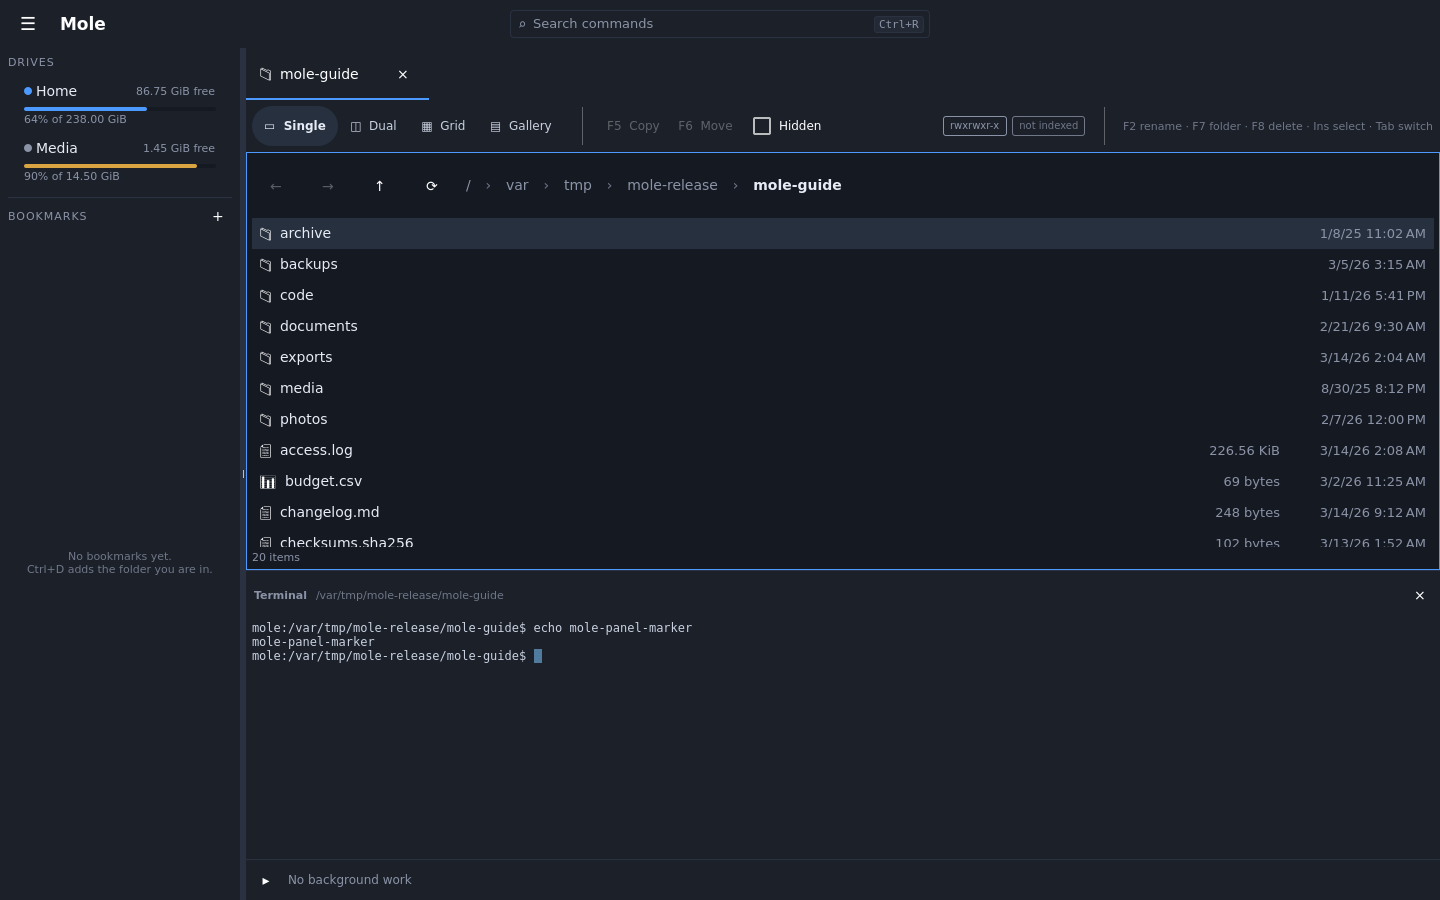 Mole
Search commands
Ctrl+R
DRIVES
Home 86.75 GiB free
64% of 238.00 GiB
Media 1.45 GiB free
90% of 14.50 GiB
BOOKMARKS +
No bookmarks yet.
Ctrl+D adds the folder you are in.
mole-guide ×
Single Dual Grid Gallery F5 Copy F6 Move Hidden rwxrwxr-x not indexed F2 rename · F7 folder · F8 delete · Ins select · Tab switch
/ › var › tmp › mole-release › mole-guide
archive 1/8/25 11:02 AM
backups 3/5/26 3:15 AM
code 1/11/26 5:41 PM
documents 2/21/26 9:30 AM
exports 3/14/26 2:04 AM
media 8/30/25 8:12 PM
photos 2/7/26 12:00 PM
access.log 226.56 KiB 3/14/26 2:08 AM
budget.csv 69 bytes 3/2/26 11:25 AM
changelog.md 248 bytes 3/14/26 9:12 AM
checksums.sha256 102 bytes 3/13/26 1:52 AM
20 items
Terminal /var/tmp/mole-release/mole-guide ×
mole:/var/tmp/mole-release/mole-guide$ echo mole-panel-marker
mole-panel-marker
mole:/var/tmp/mole-release/mole-guide$
No background work